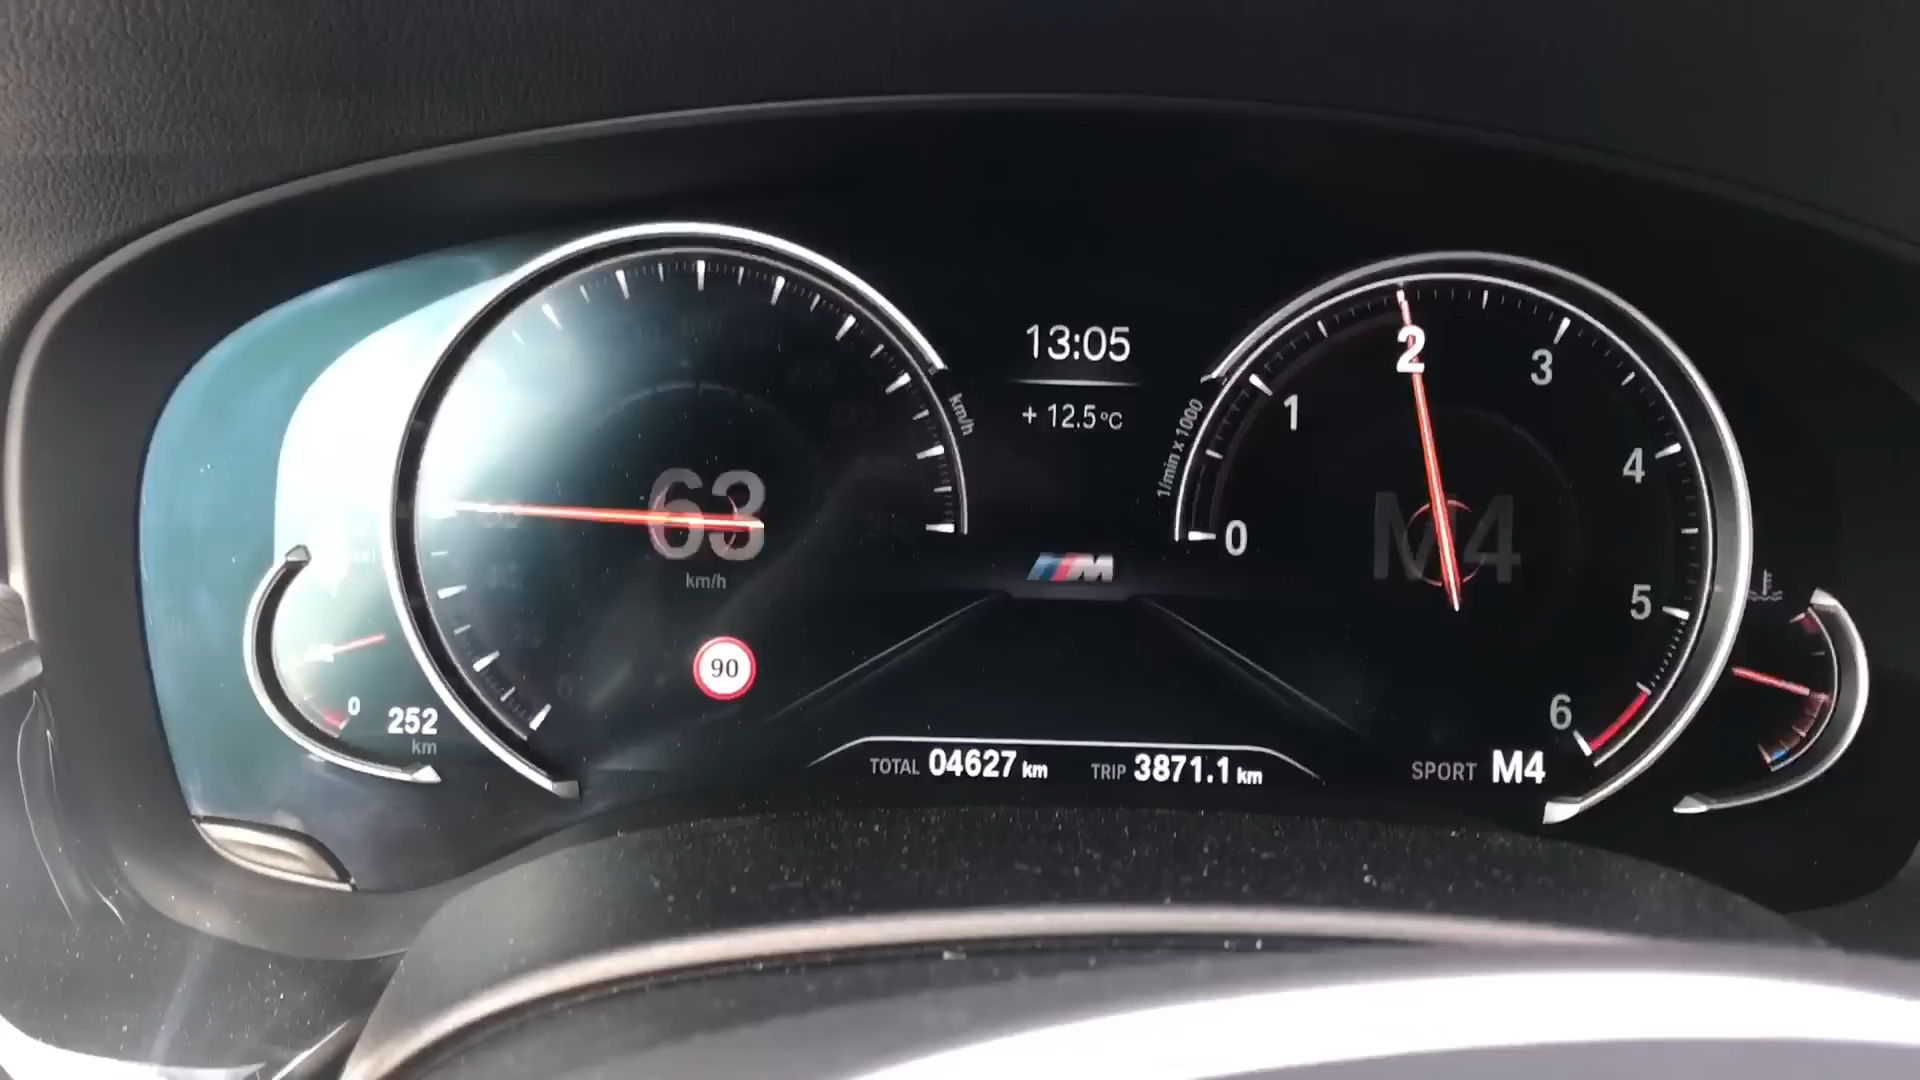 13:05
+ 12.5°C
km/h
1/min x 1000
0
1
2
3
4
5
6
63
km/h
M4
M
90
0
252
km
TOTAL 04627 km
TRIP 3871.1 km
SPORT M4